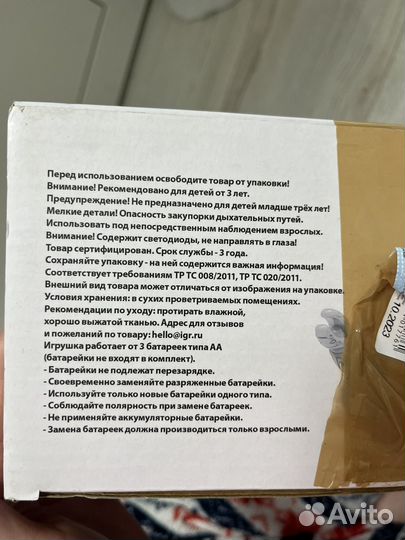 Перед использованием освободите товар от упаковки!
Внимание! Рекомендовано для детей от 3 лет.
Предупреждение! Не предназначено для детей младше трёх лет!
Мелкие детали! Опасность закупорки дыхательных путей.
Использовать под непосредственным наблюдением взрослых.
Внимание! Содержит светодиоды, не направлять в глаза!
Товар сертифицирован. Срок службы - 3 года.
Сохраняйте упаковку - на ней содержится важная информация!
Соответствует требованиям ТР ТС 008/2011, ТР ТС 020/2011.
Внешний вид товара может отличаться от изображения на упаковке.
Условия хранения: в сухих проветриваемых помещениях.
Рекомендации по уходу: протирать влажной,
хорошо выжатой тканью. Адрес для отзывов
и пожеланий по товару: hello@igr.ru
Игрушка работает от 3 батареек типа АА
(батарейки не входят в комплект).
- Батарейки не подлежат перезарядке.
- Своевременно заменяйте разряженные батарейки.
- Используйте только новые батарейки одного типа.
- Соблюдайте полярность при замене батареек.
- Не применяйте аккумуляторные батарейки.
- Замена батареек должна производиться только взрослыми.
10.2023
Avito